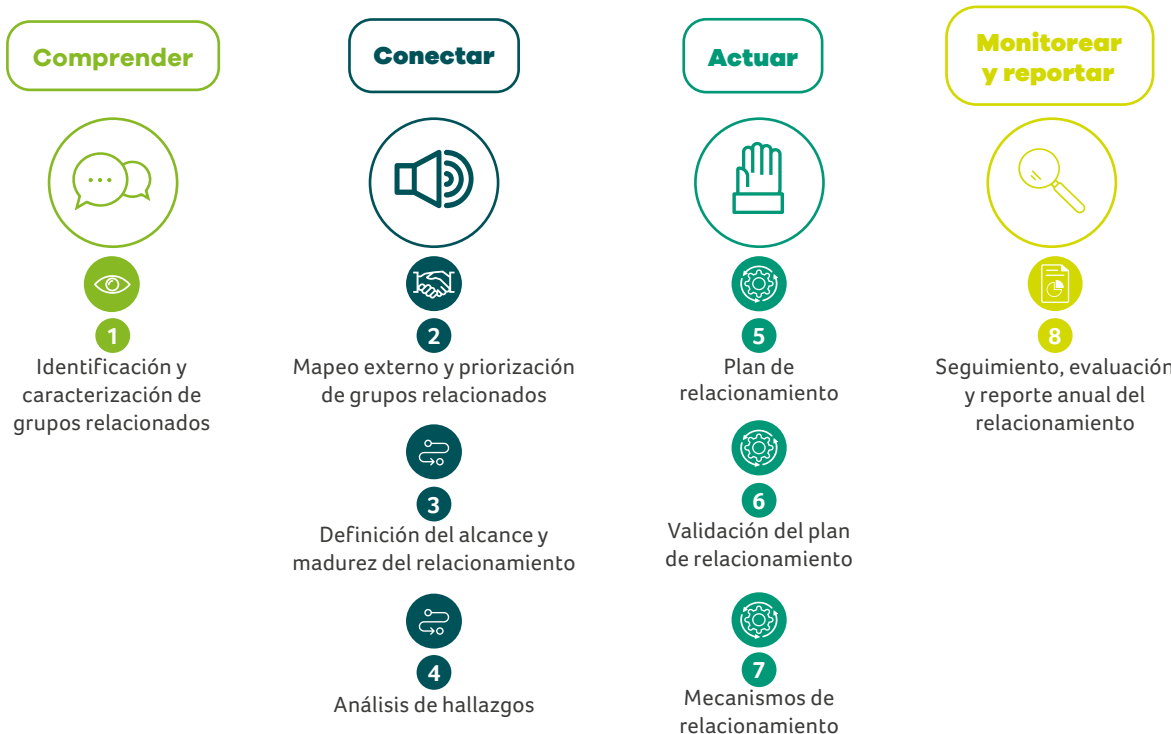 Comprender
1
Identificación y
caracterización de
grupos relacionados
Conectar
2
Mapeo externo y priorización
de grupos relacionados
3
Definición del alcance y
madurez del relacionamiento
4
Análisis de hallazgos
Actuar
5
Plan de
relacionamiento
6
Validación del plan
de relacionamiento
7
Mecanismos de
relacionamiento
Monitorear
y reportar
8
Seguimiento, evaluación
y reporte anual del
relacionamiento